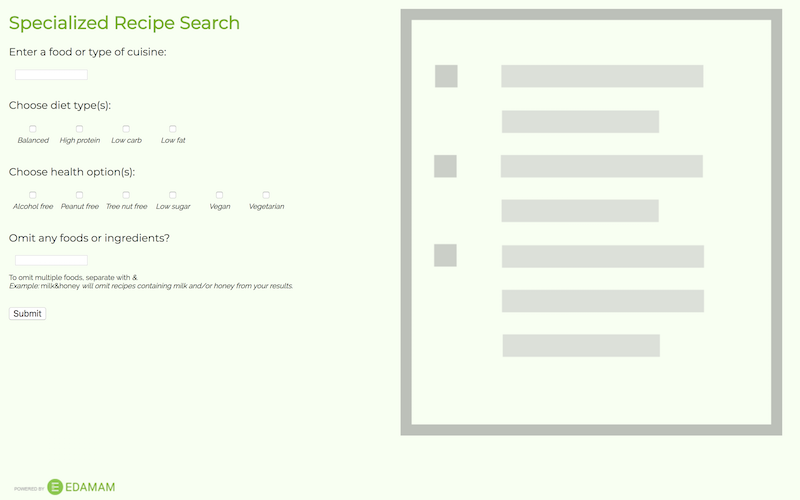 Specialized Recipe Search
Enter a food or type of cuisine:
Choose diet type(s):
Balanced High protein Low carb Low fat
Choose health option(s):
Alcohol free Peanut free Tree nut free Low sugar Vegan Vegetarian
Omit any foods or ingredients?
To omit multiple foods, separate with &
Example: milk&honey will omit recipes containing milk and/or honey from your results.
Submit
POWERED BY EDAMAM